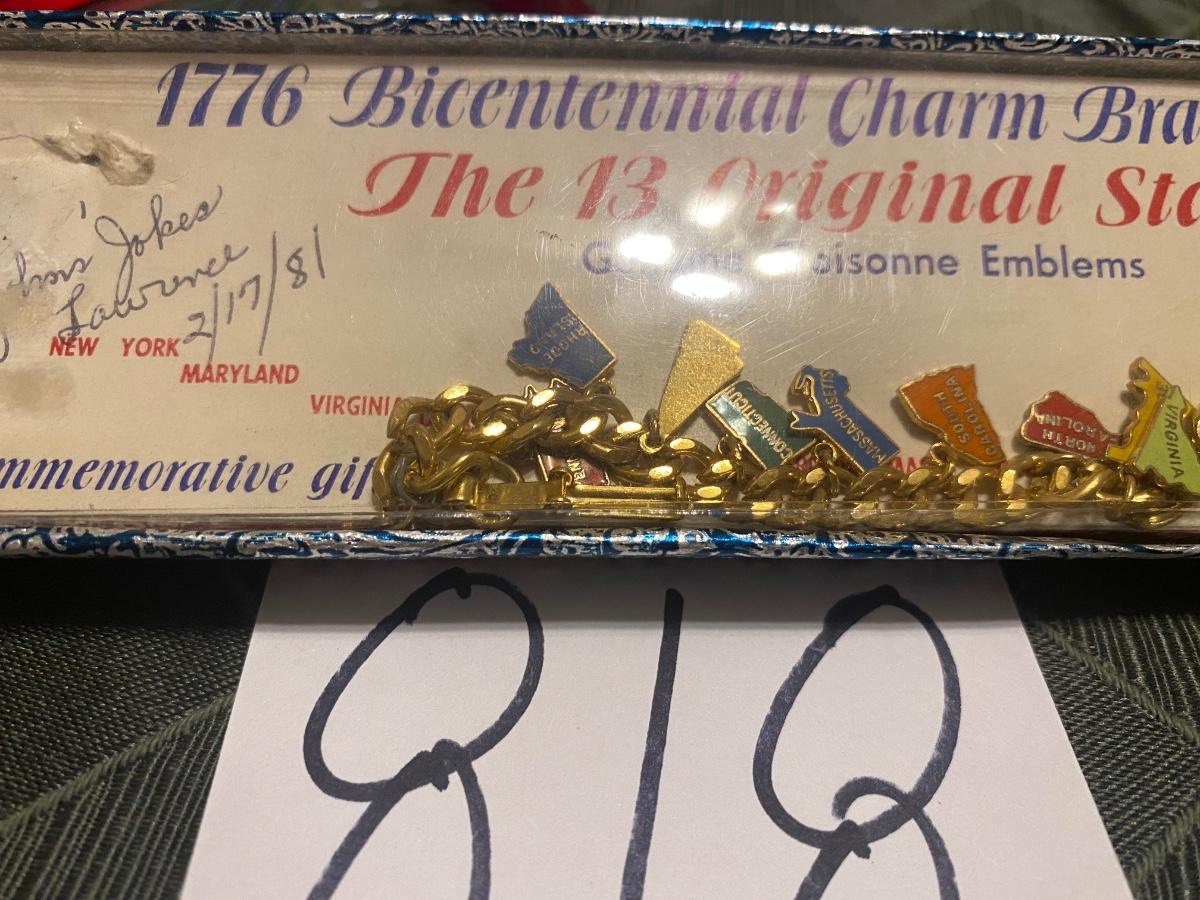 1776 Bicentennial Charm Bra
The 13 Original Sta
Emblems
Jokes
Lawrence
2/17/81
NEW YORK
MARYLAND
VIRGINIA
mmemorative gif
RHODE
ISLAND
CONNECTICUT
MASSACHUSETTS
SOUTH
CAROLINA
NORTH
CAROLINA
VIRGINIA
818